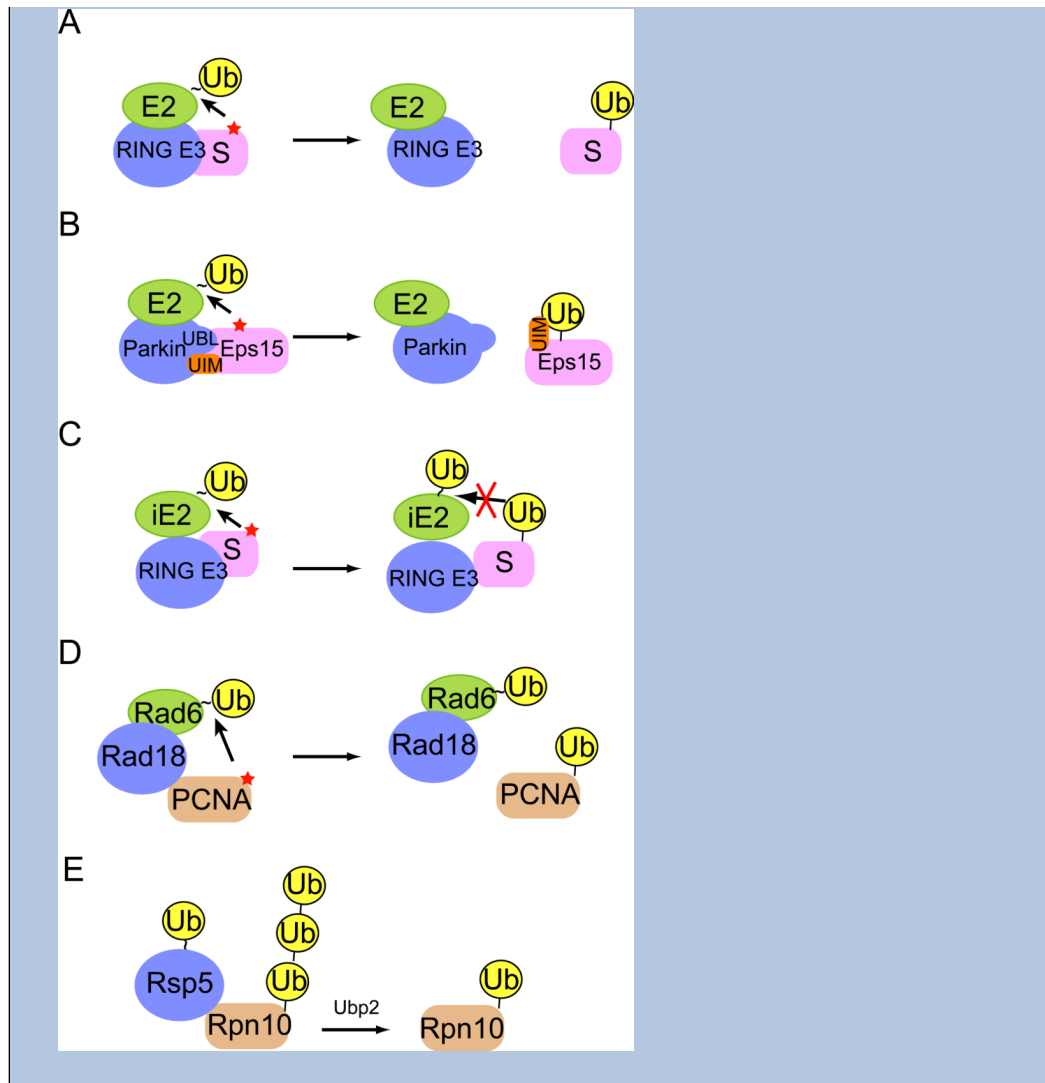 A
Ub
E2
~
RING E3 S
E2
RING E3
Ub
S
B
Ub
E2
~
Parkin UBL Eps15
UIM
E2
Parkin
Ub
UIM
Eps15
C
Ub
iE2
~
S
RING E3
Ub
~
iE2
Ub
RING E3 S
D
Rad6~Ub
Rad18
PCNA
Rad6~Ub
Rad18
Ub
PCNA
E
Ub
~
Rsp5
Ub
Ub
Ub
Rpn10
Ubp2
Ub
Rpn10